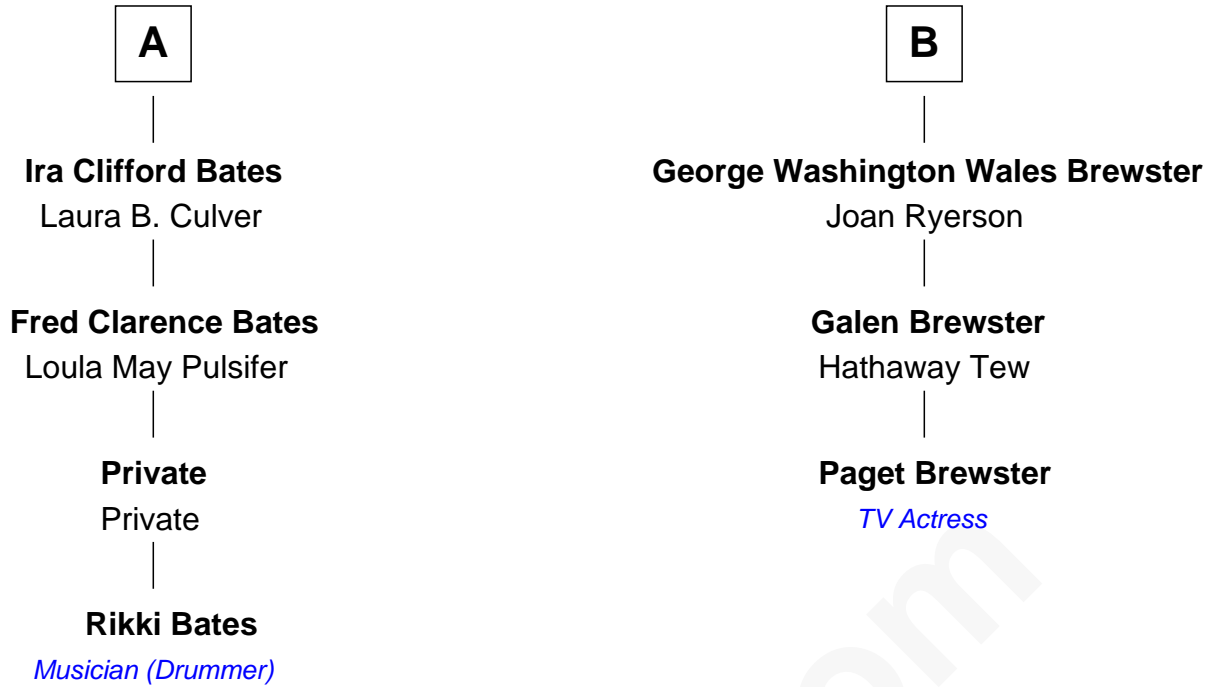 A
Ira Clifford Bates
Laura B. Culver
Fred Clarence Bates
Loula May Pulsifer
Private
Private
Rikki Bates
Musician (Drummer)
B
George Washington Wales Brewster
Joan Ryerson
Galen Brewster
Hathaway Tew
Paget Brewster
TV Actress
om